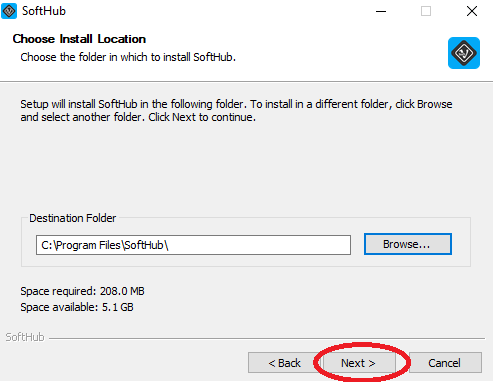 SoftHub
Choose Install Location
Choose the folder in which to install SoftHub.
Setup will install SoftHub in the following folder. To install in a different folder, click Browse
and select another folder. Click Next to continue.
Destination Folder
C:\Program Files\SoftHub\
Browse...
Space required: 208.0 MB
Space available: 5.1 GB
SoftHub
< Back
Next >
Cancel